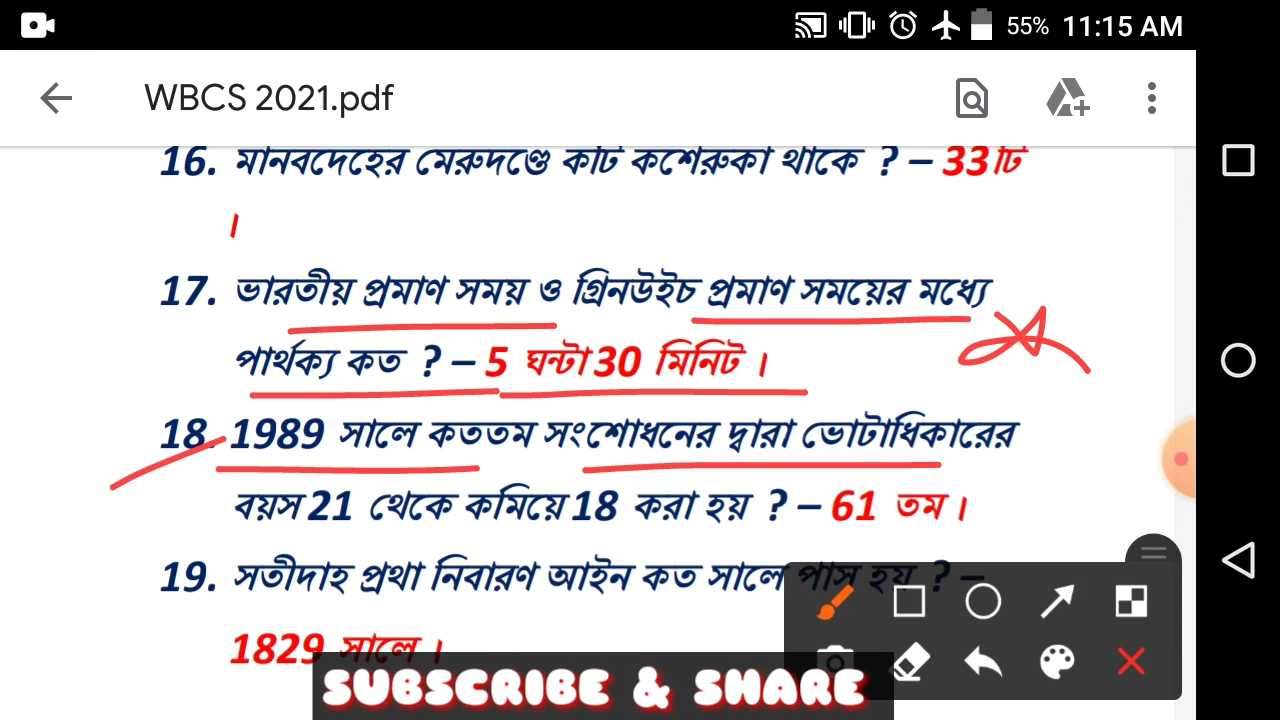 55% 11:15 AM
WBCS 2021.pdf
16. মানবদেহের মেরুদণ্ডে কটি কশেরুকা থাকে ? – 33টি
।
17. ভারতীয় প্রমাণ সময় ও গ্রিনউইচ প্রমাণ সময়ের মধ্যে
পার্থক্য কত ? – 5 ঘন্টা 30 মিনিট ।
18. 1989 সালে কততম সংশোধনের দ্বারা ভোটাধিকারের
বয়স 21 থেকে কমিয়ে 18 করা হয় ? – 61 তম ।
19. সতীদাহ প্রথা নিবারণ আইন কত সালে পাস হয় ? –
1829 সালে ।
SUBSCRIBE & SHARE